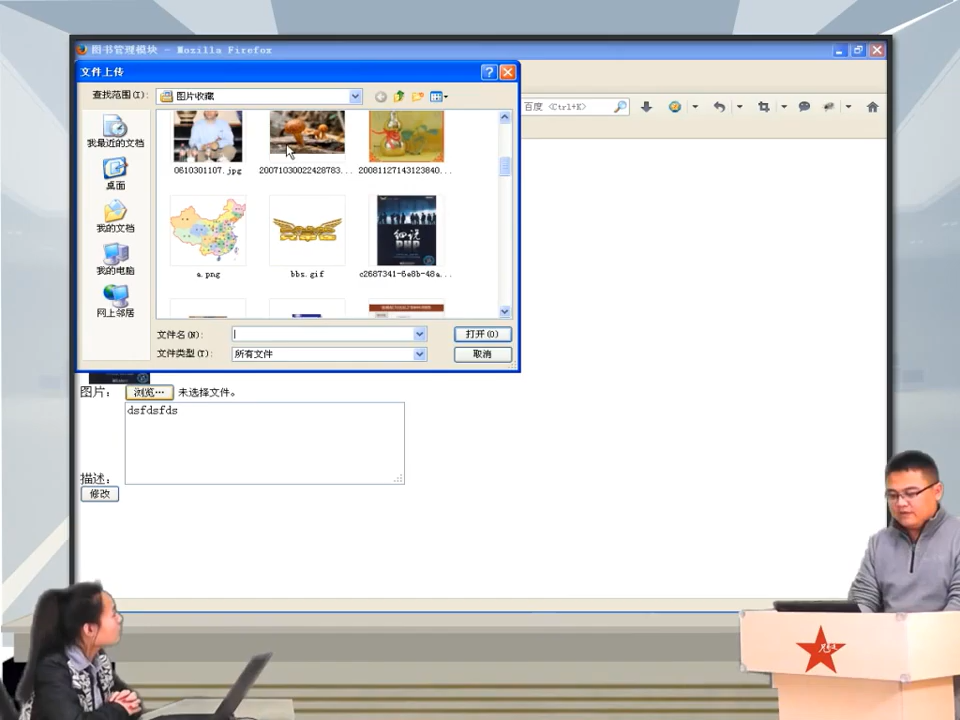 图书管理模块 - Mozilla Firefox
文件上传
查找范围(I):
图片收藏
百度 <Ctrl+K>
我最近的文档
桌面
我的文档
我的电脑
网上邻居
0610301107.jpg
20071030022428783...
20081127143123840...
细说
PHP
a.png
bbs.gif
c2687341-6e8b-48a...
文件名(N):
打开(O)
文件类型(T):
所有文件
取消
图片:
浏览…
未选择文件。
dsfdsfds
描述:
修改